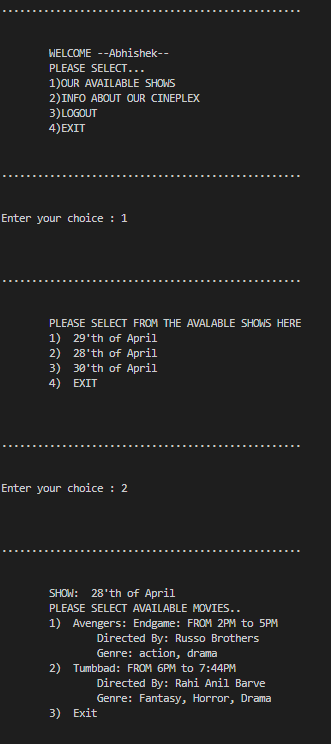 ..................................................
WELCOME --Abhishek--
PLEASE SELECT...
1)OUR AVAILABLE SHOWS
2)INFO ABOUT OUR CINEPLEX
3)LOGOUT
4)EXIT
..................................................
Enter your choice : 1
..................................................
PLEASE SELECT FROM THE AVALABLE SHOWS HERE
1) 29'th of April
2) 28'th of April
3) 30'th of April
4) EXIT
..................................................
Enter your choice : 2
..................................................
SHOW: 28'th of April
PLEASE SELECT AVAILABLE MOVIES..
1) Avengers: Endgame: FROM 2PM to 5PM
Directed By: Russo Brothers
Genre: action, drama
2) Tumbbad: FROM 6PM to 7:44PM
Directed By: Rahi Anil Barve
Genre: Fantasy, Horror, Drama
3) Exit